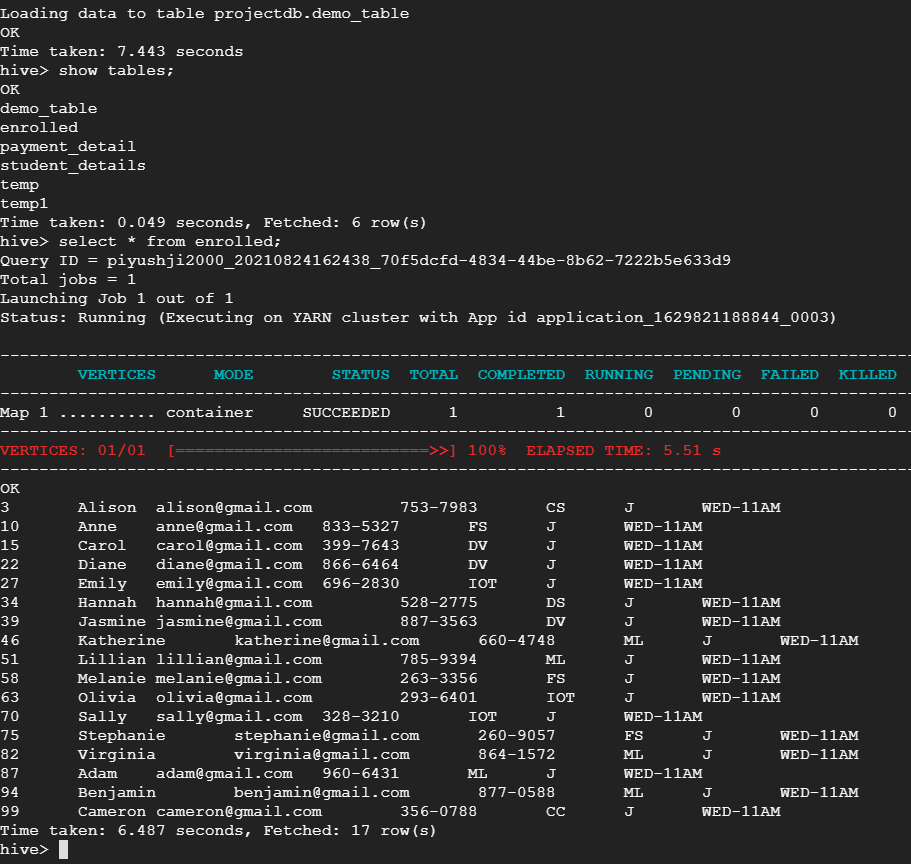 Loading data to table projectdb.demo_table
OK
Time taken: 7.443 seconds
hive> show tables;
OK
demo_table
enrolled
payment_detail
student_details
temp
temp1
Time taken: 0.049 seconds, Fetched: 6 row(s)
hive> select * from enrolled;
Query ID = piyushji2000_20210824162438_70f5dcfd-4834-44be-8b62-7222b5e633d9
Total jobs = 1
Launching Job 1 out of 1
Status: Running (Executing on YARN cluster with App id application_1629821188844_0003)
----------------------------------------------------------------------------------------------
        VERTICES      MODE        STATUS  TOTAL  COMPLETED  RUNNING  PENDING  FAILED  KILLED
----------------------------------------------------------------------------------------------
Map 1 .......... container     SUCCEEDED      1          1        0        0       0       0
----------------------------------------------------------------------------------------------
VERTICES: 01/01  [==========================>>] 100%  ELAPSED TIME: 5.51 s
----------------------------------------------------------------------------------------------
OK
3       Alison  alison@gmail.com         753-7983       CS      J       WED-11AM
10      Anne    anne@gmail.com   833-5327       FS      J       WED-11AM
15      Carol   carol@gmail.com  399-7643       DV      J       WED-11AM
22      Diane   diane@gmail.com  866-6464       DV      J       WED-11AM
27      Emily   emily@gmail.com  696-2830       IOT     J       WED-11AM
34      Hannah  hannah@gmail.com         528-2775       DS      J       WED-11AM
39      Jasmine jasmine@gmail.com        887-3563       DV      J       WED-11AM
46      Katherine       katherine@gmail.com      660-4748       ML      J       WED-11AM
51      Lillian lillian@gmail.com        785-9394       ML      J       WED-11AM
58      Melanie melanie@gmail.com        263-3356       FS      J       WED-11AM
63      Olivia  olivia@gmail.com         293-6401       IOT     J       WED-11AM
70      Sally   sally@gmail.com  328-3210       IOT     J       WED-11AM
75      Stephanie       stephanie@gmail.com      260-9057       FS      J       WED-11AM
82      Virginia        virginia@gmail.com       864-1572       ML      J       WED-11AM
87      Adam    adam@gmail.com   960-6431       ML      J       WED-11AM
94      Benjamin        benjamin@gmail.com       877-0588       ML      J       WED-11AM
99      Cameron cameron@gmail.com        356-0788       CC      J       WED-11AM
Time taken: 6.487 seconds, Fetched: 17 row(s)
hive>